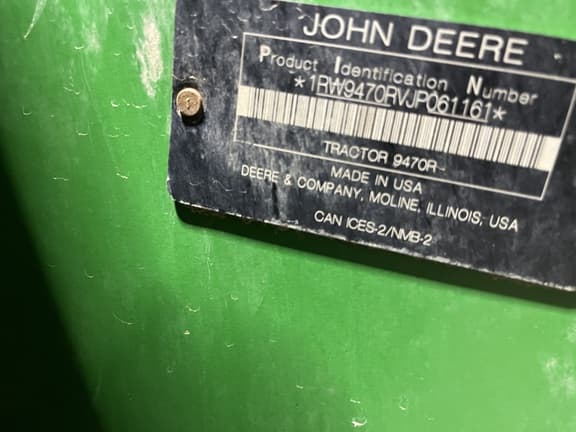 JOHN DEERE
Product Identification Number
*1RW9470RVJP061161*
TRACTOR 9470R
MADE IN USA
DEERE & COMPANY, MOLINE, ILLINOIS, USA
CAN ICES-2/NMB-2